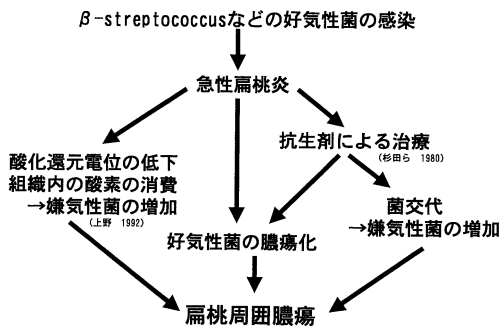 β-streptococcusなどの好気性菌の感染
急性扁桃炎
抗生剤による治療
(杉田ら 1980)
酸化還元電位の低下
組織内の酸素の消費
→嫌気性菌の増加
(上野 1992)
菌交代
→嫌気性菌の増加
好気性菌の膿瘍化
扁桃周囲膿瘍